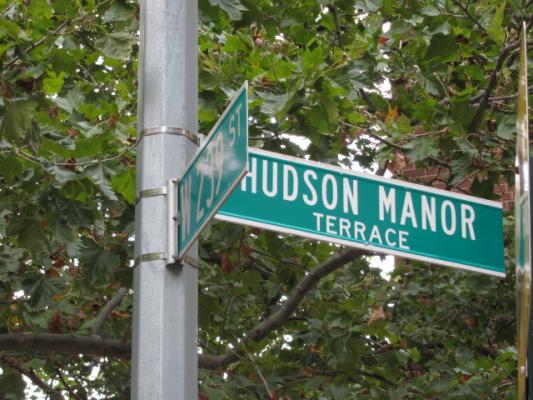 W 239 ST
HUDSON MANOR
TERRACE